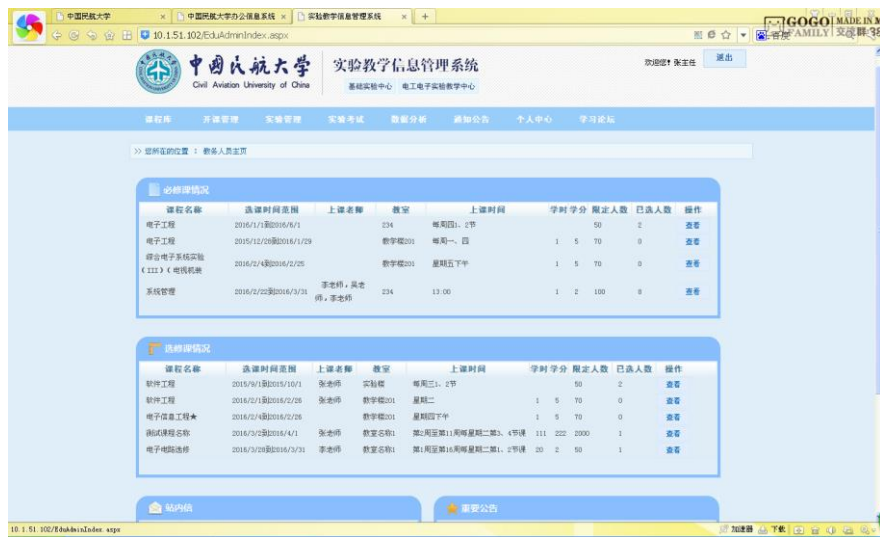 中国民航大学 × 中国民航大学办公信息系统 × 实验教学信息管理系统 × +
10.1.51.102/EduAdminIndex.aspx
百度
GOGO MADE IN M
FAMILY 交流群:38
中国民航大学 实验教学信息管理系统
Civil Aviation University of China 基础实验中心 电工电子实验教学中心
欢迎您! 张主任 退出
课程库 开课管理 实验管理 实验考试 数据分析 通知公告 个人中心 学习论坛
>> 您所在的位置 : 教务人员主页
必修课情况
课程名称 选课时间范围 上课老师 教室 上课时间 学时 学分 限定人数 已选人数 操作
电子工程 2016/1/1到2016/6/1 234 每周四1、2节 50 2 查看
电子工程 2015/12/28到2016/1/29 教学楼201 每周一、四 1 5 70 0 查看
综合电子系统实验
(III)(电视机装 2016/2/4到2016/2/25 教学楼201 星期五下午 1 5 70 0 查看
系统管理 2016/2/22到2016/3/31 李老师,吴老
师,李老师 234 13:00 1 2 100 8 查看
选修课情况
课程名称 选课时间范围 上课老师 教室 上课时间 学时 学分 限定人数 已选人数 操作
软件工程 2015/9/1到2015/10/1 张老师 实验楼 每周三1、2节 50 2 查看
软件工程 2016/2/1到2016/2/26 张老师 教学楼201 星期二 1 5 70 0 查看
电子信息工程★ 2016/2/4到2016/2/26 教学楼201 星期四下午 1 5 70 0 查看
测试课程名称 2016/3/2到2016/4/1 张老师 教室名称1 第2周至第11周每星期二第3、4节课 111 222 2000 1 查看
电子电路选修 2016/3/28到2016/3/31 李老师 教室名称1 第1周至第16周每星期二第1、2节课 20 2 50 1 查看
站内信 重要公告
10.1.51.102/EduAdminIndex.aspx 加速器 下载